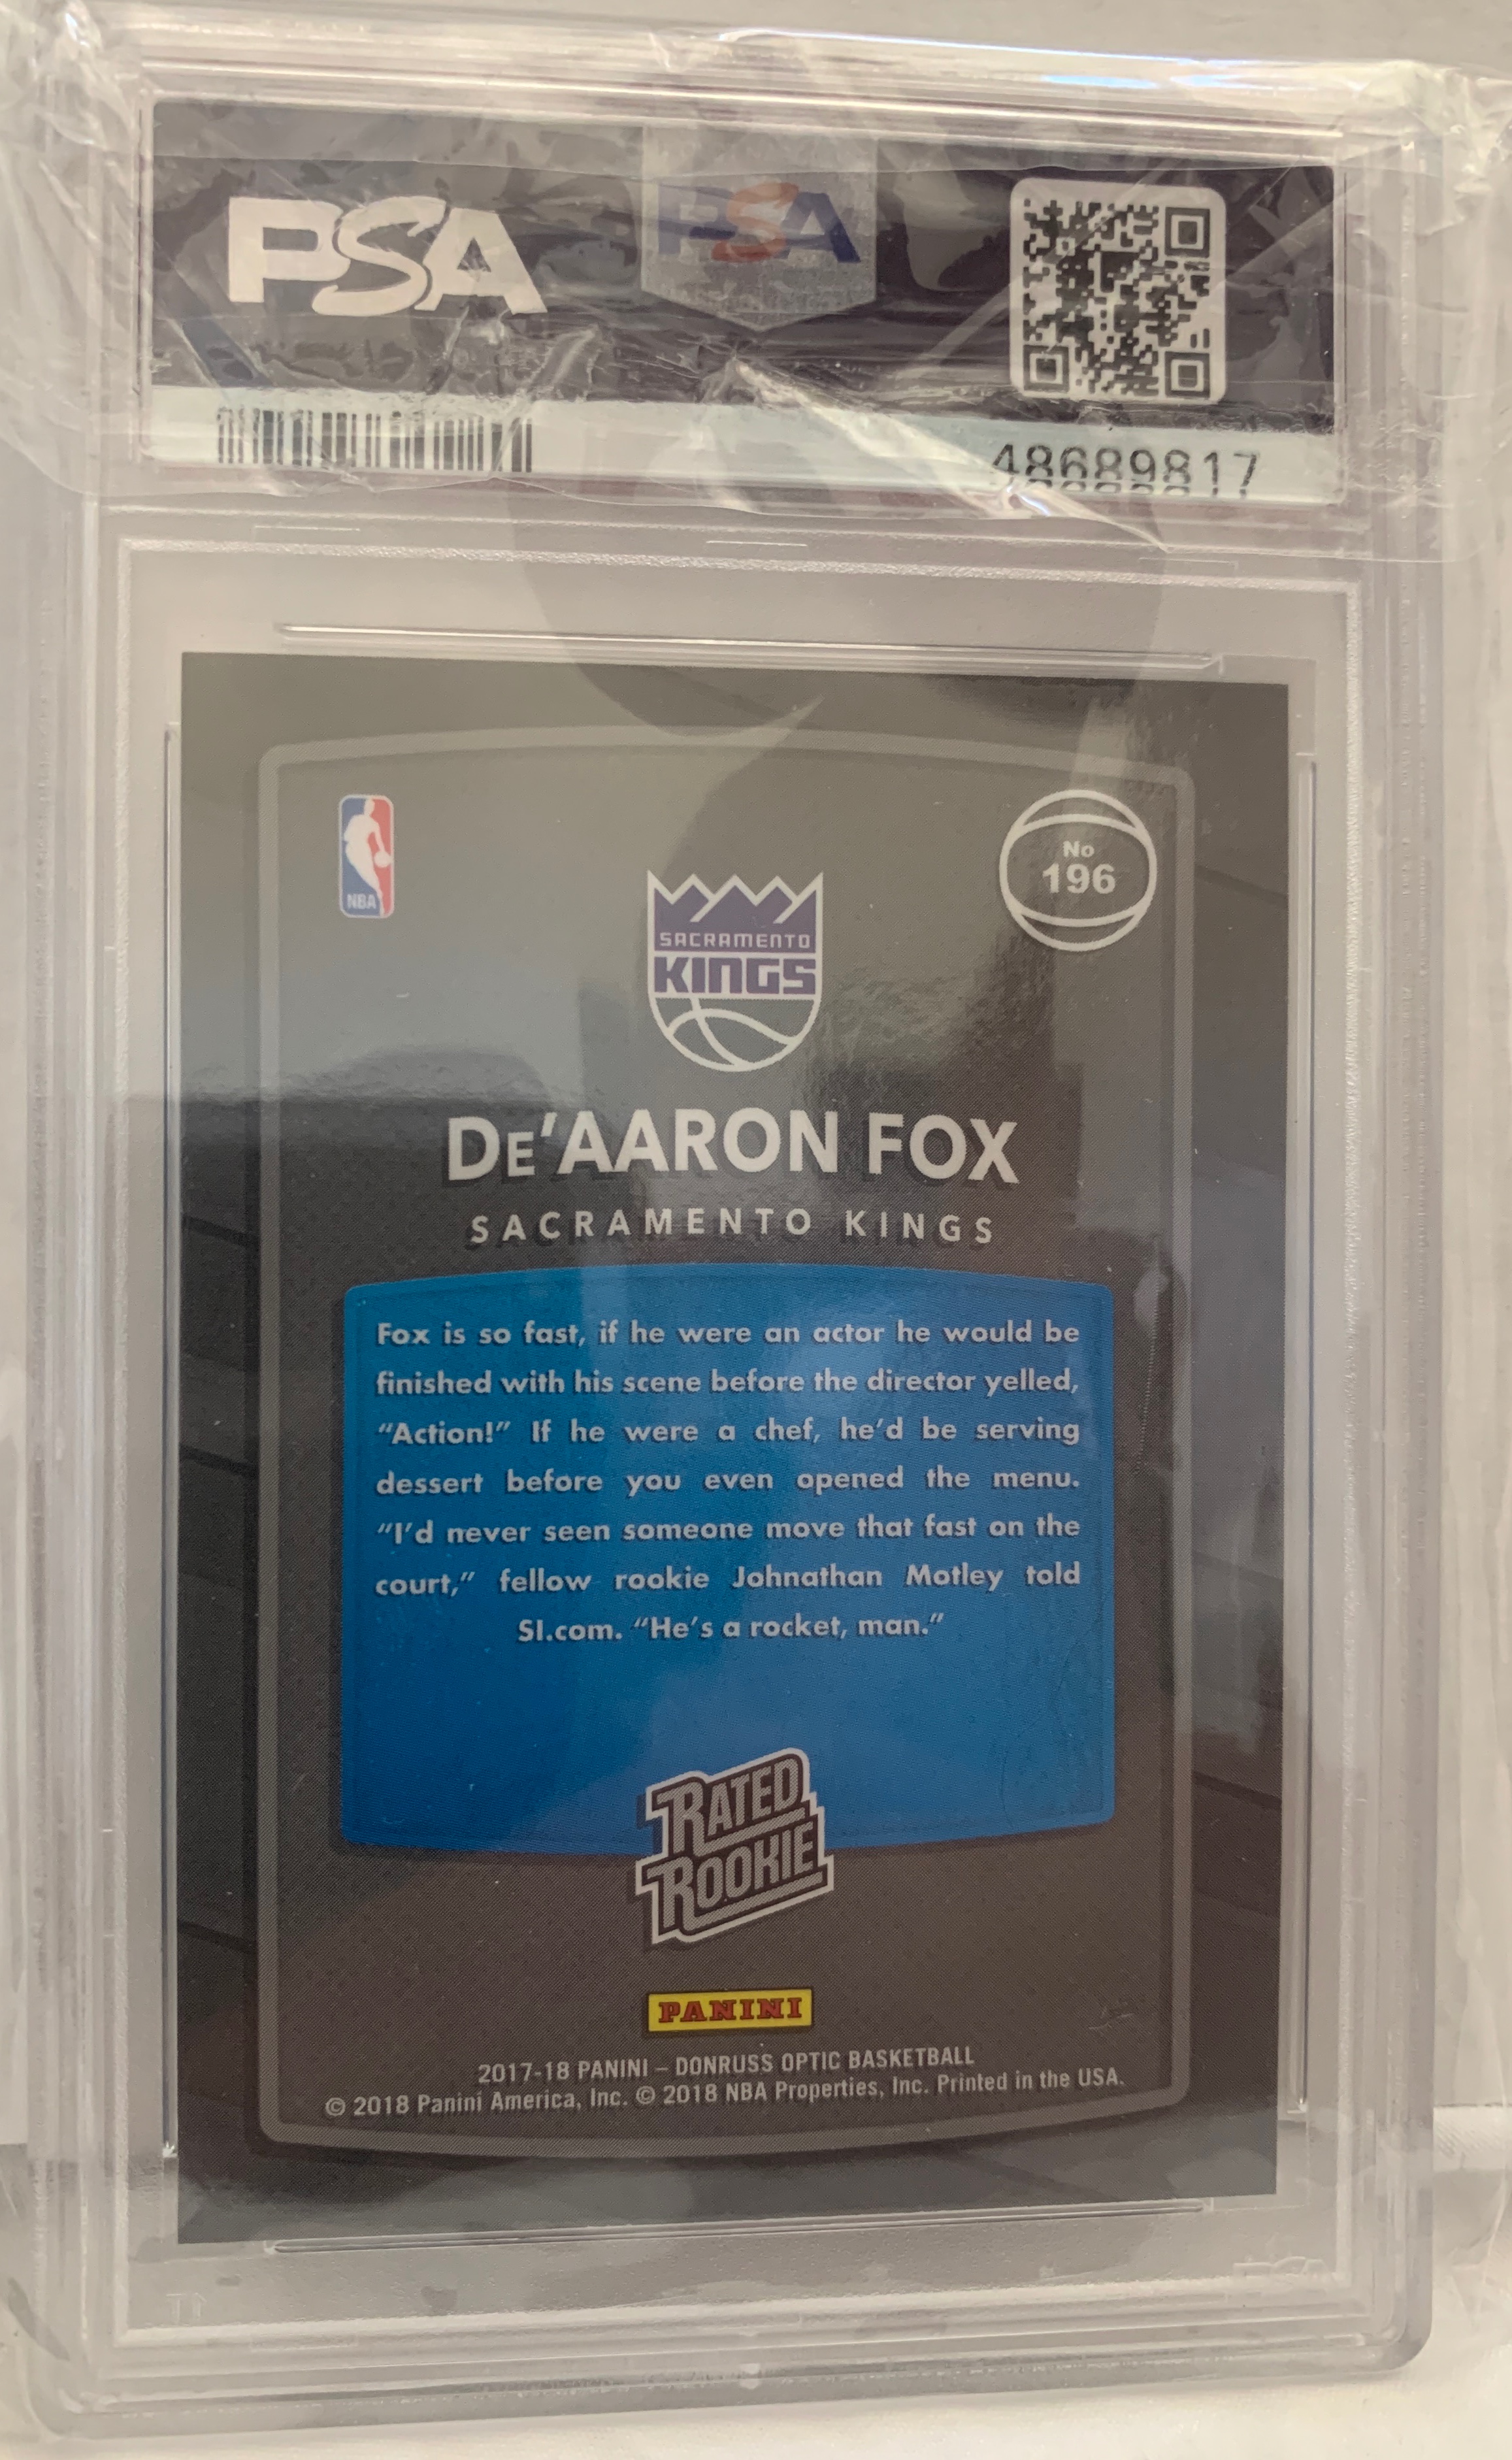 PSA
PSA
48689817
NBA
No
196
SACRAMENTO
KINGS
DE'AARON FOX
SACRAMENTO KINGS
Fox is so fast, if he were an actor he would be
finished with his scene before the director yelled,
“Action!” If he were a chef, he’d be serving
dessert before you even opened the menu.
“I’d never seen someone move that fast on the
court,” fellow rookie Johnathan Motley told
SI.com. “He’s a rocket, man.”
RATED
ROOKIE
PANINI
2017-18 PANINI – DONRUSS OPTIC BASKETBALL
© 2018 Panini America, Inc. © 2018 NBA Properties, Inc. Printed in the USA.